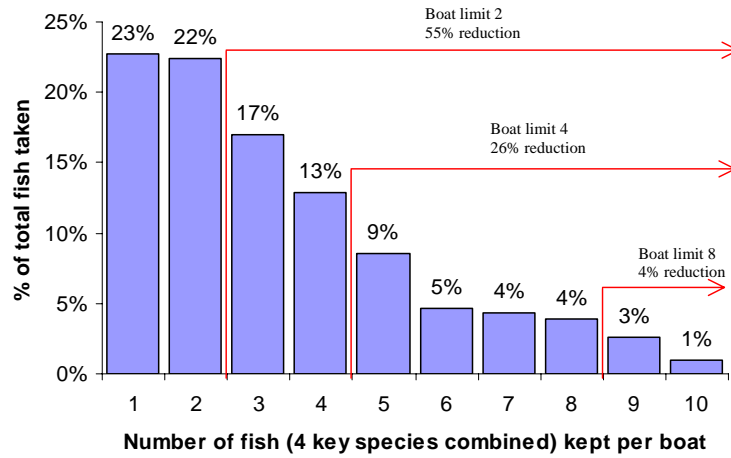 Boat limit 2
55% reduction
Boat limit 4
26% reduction
Boat limit 8
4% reduction
% of total fish taken
25%
20%
15%
10%
5%
0%
23%
22%
17%
13%
9%
5%
4%
4%
3%
1%
1 2 3 4 5 6 7 8 9 10
Number of fish (4 key species combined) kept per boat